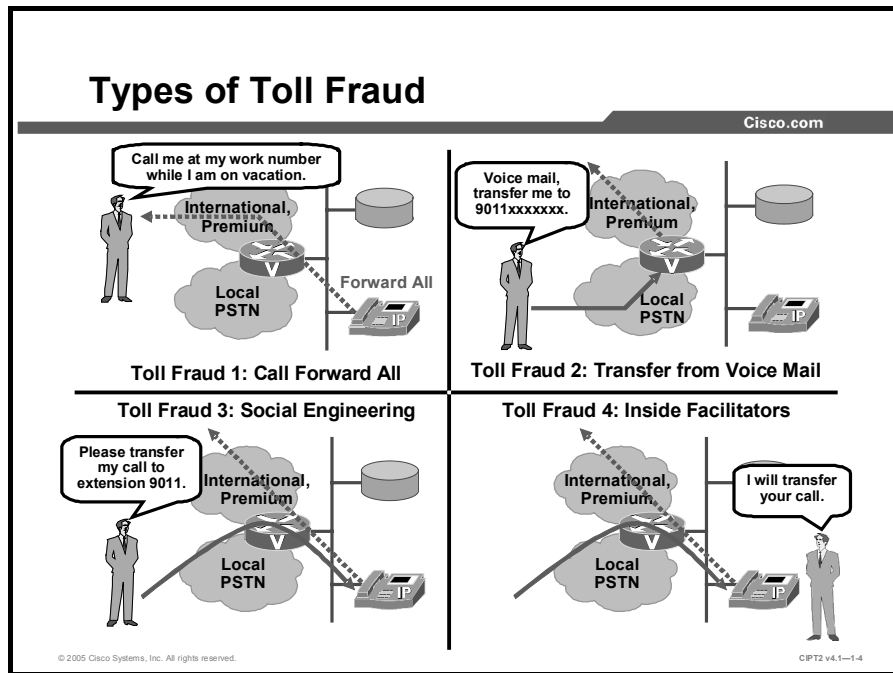 Types of Toll Fraud
Cisco.com
Call me at my work number
while I am on vacation.
International,
Premium
V
Local
PSTN
Forward All
IP
Toll Fraud 1: Call Forward All
Voice mail,
transfer me to
9011xxxxxxx.
International,
Premium
V
Local
PSTN
IP
Toll Fraud 2: Transfer from Voice Mail
Toll Fraud 3: Social Engineering
Please transfer
my call to
extension 9011.
International,
Premium
V
Local
PSTN
IP
Toll Fraud 4: Inside Facilitators
International,
Premium
I will transfer
your call.
V
Local
PSTN
IP
© 2005 Cisco Systems, Inc. All rights reserved.
CIPT2 v4.1—1-4